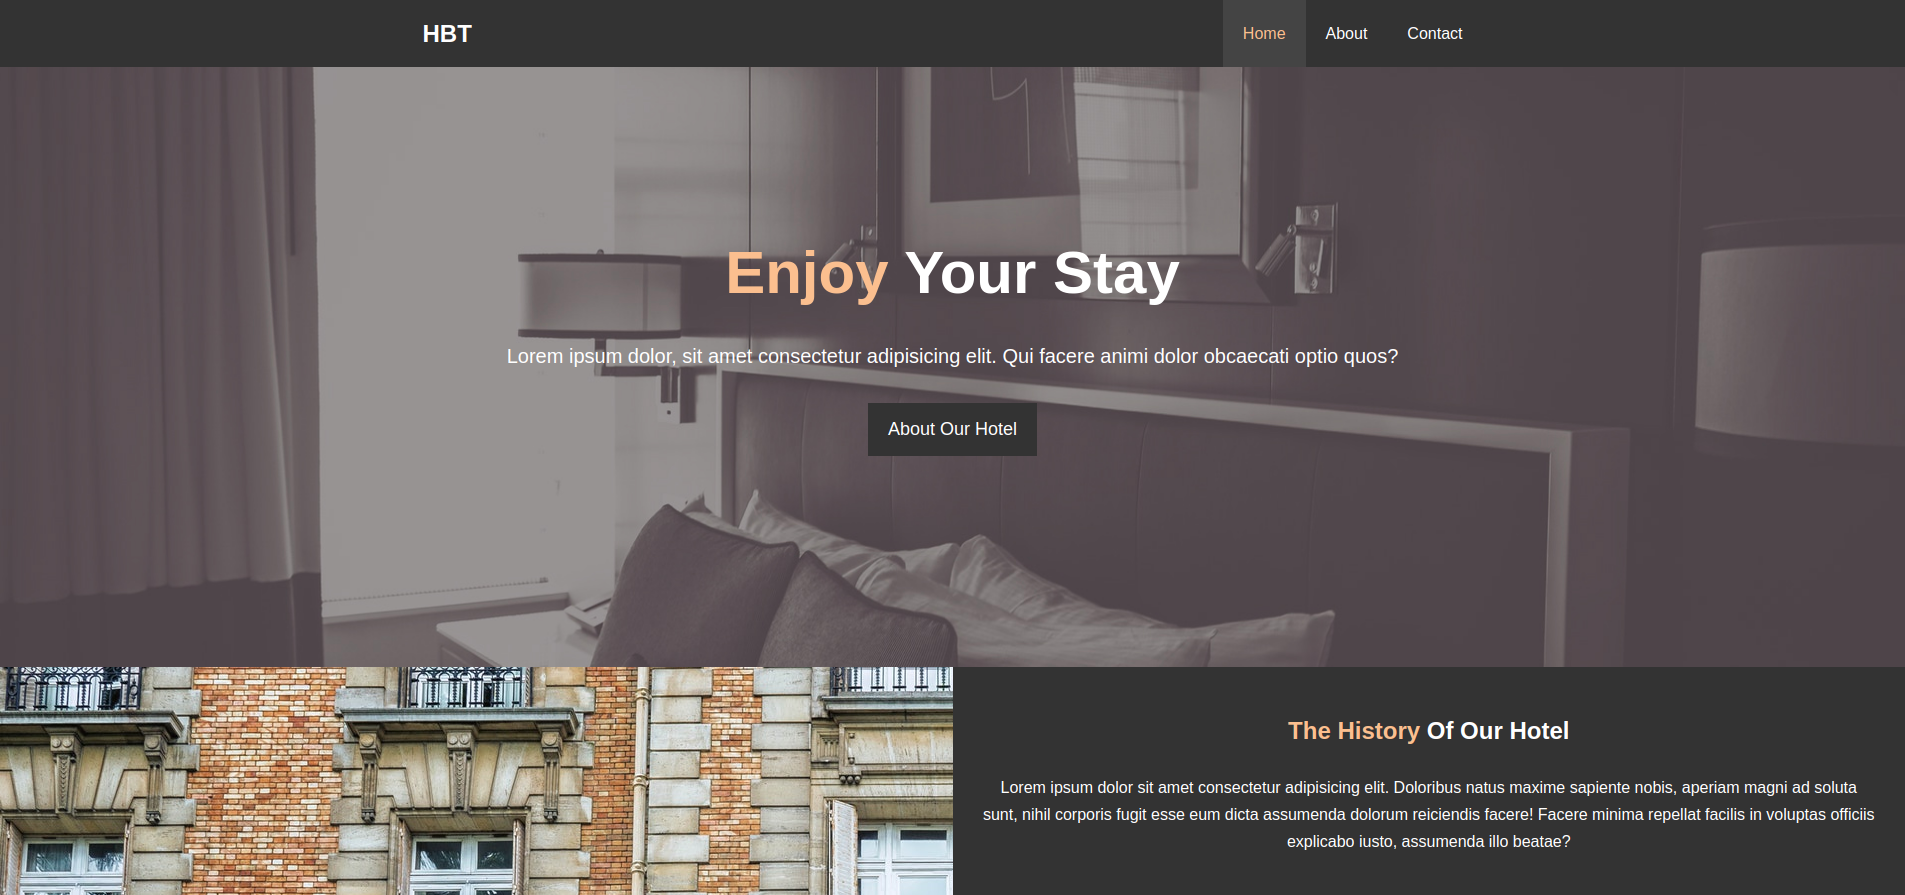 HBT
Home
About
Contact
Enjoy Your Stay
Lorem ipsum dolor, sit amet consectetur adipisicing elit. Qui facere animi dolor obcaecati optio quos?
About Our Hotel
The History Of Our Hotel
Lorem ipsum dolor sit amet consectetur adipisicing elit. Doloribus natus maxime sapiente nobis, aperiam magni ad soluta
sunt, nihil corporis fugit esse eum dicta assumenda dolorum reiciendis facere! Facere minima repellat facilis in voluptas officiis
explicabo iusto, assumenda illo beatae?